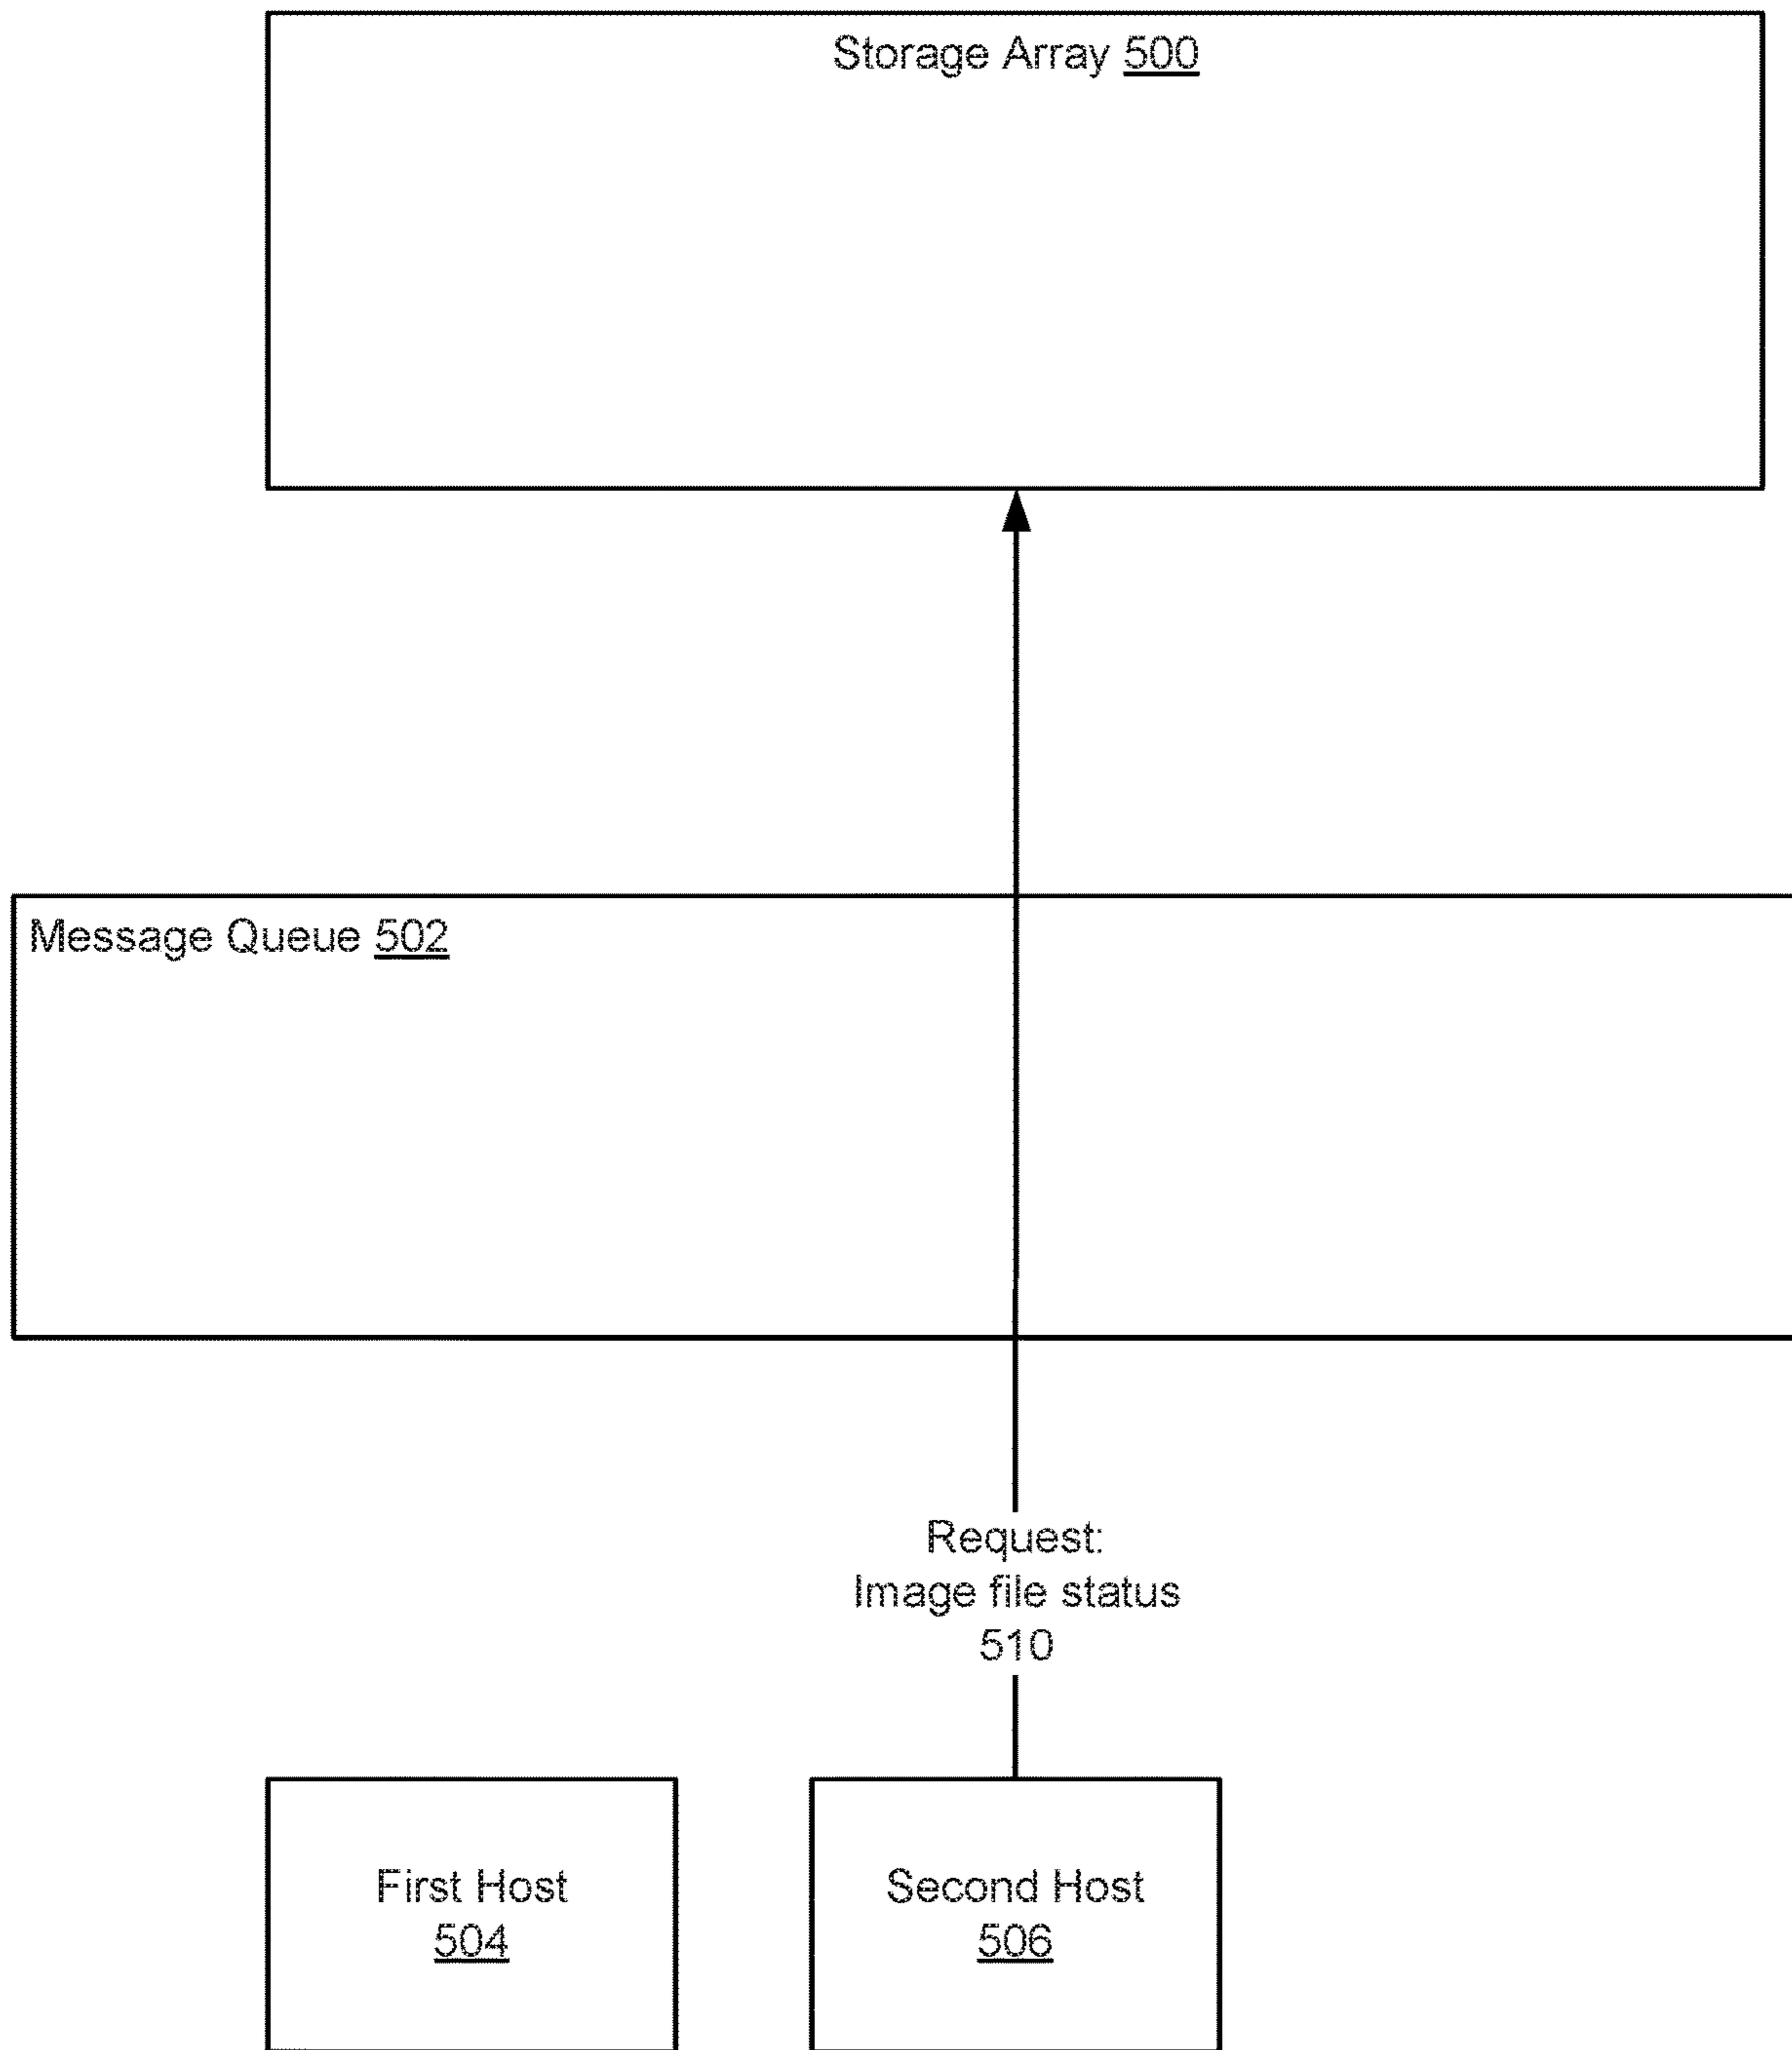 Storage Array 500
Message Queue 502
Request:
Image file status
510
First Host
504
Second Host
506